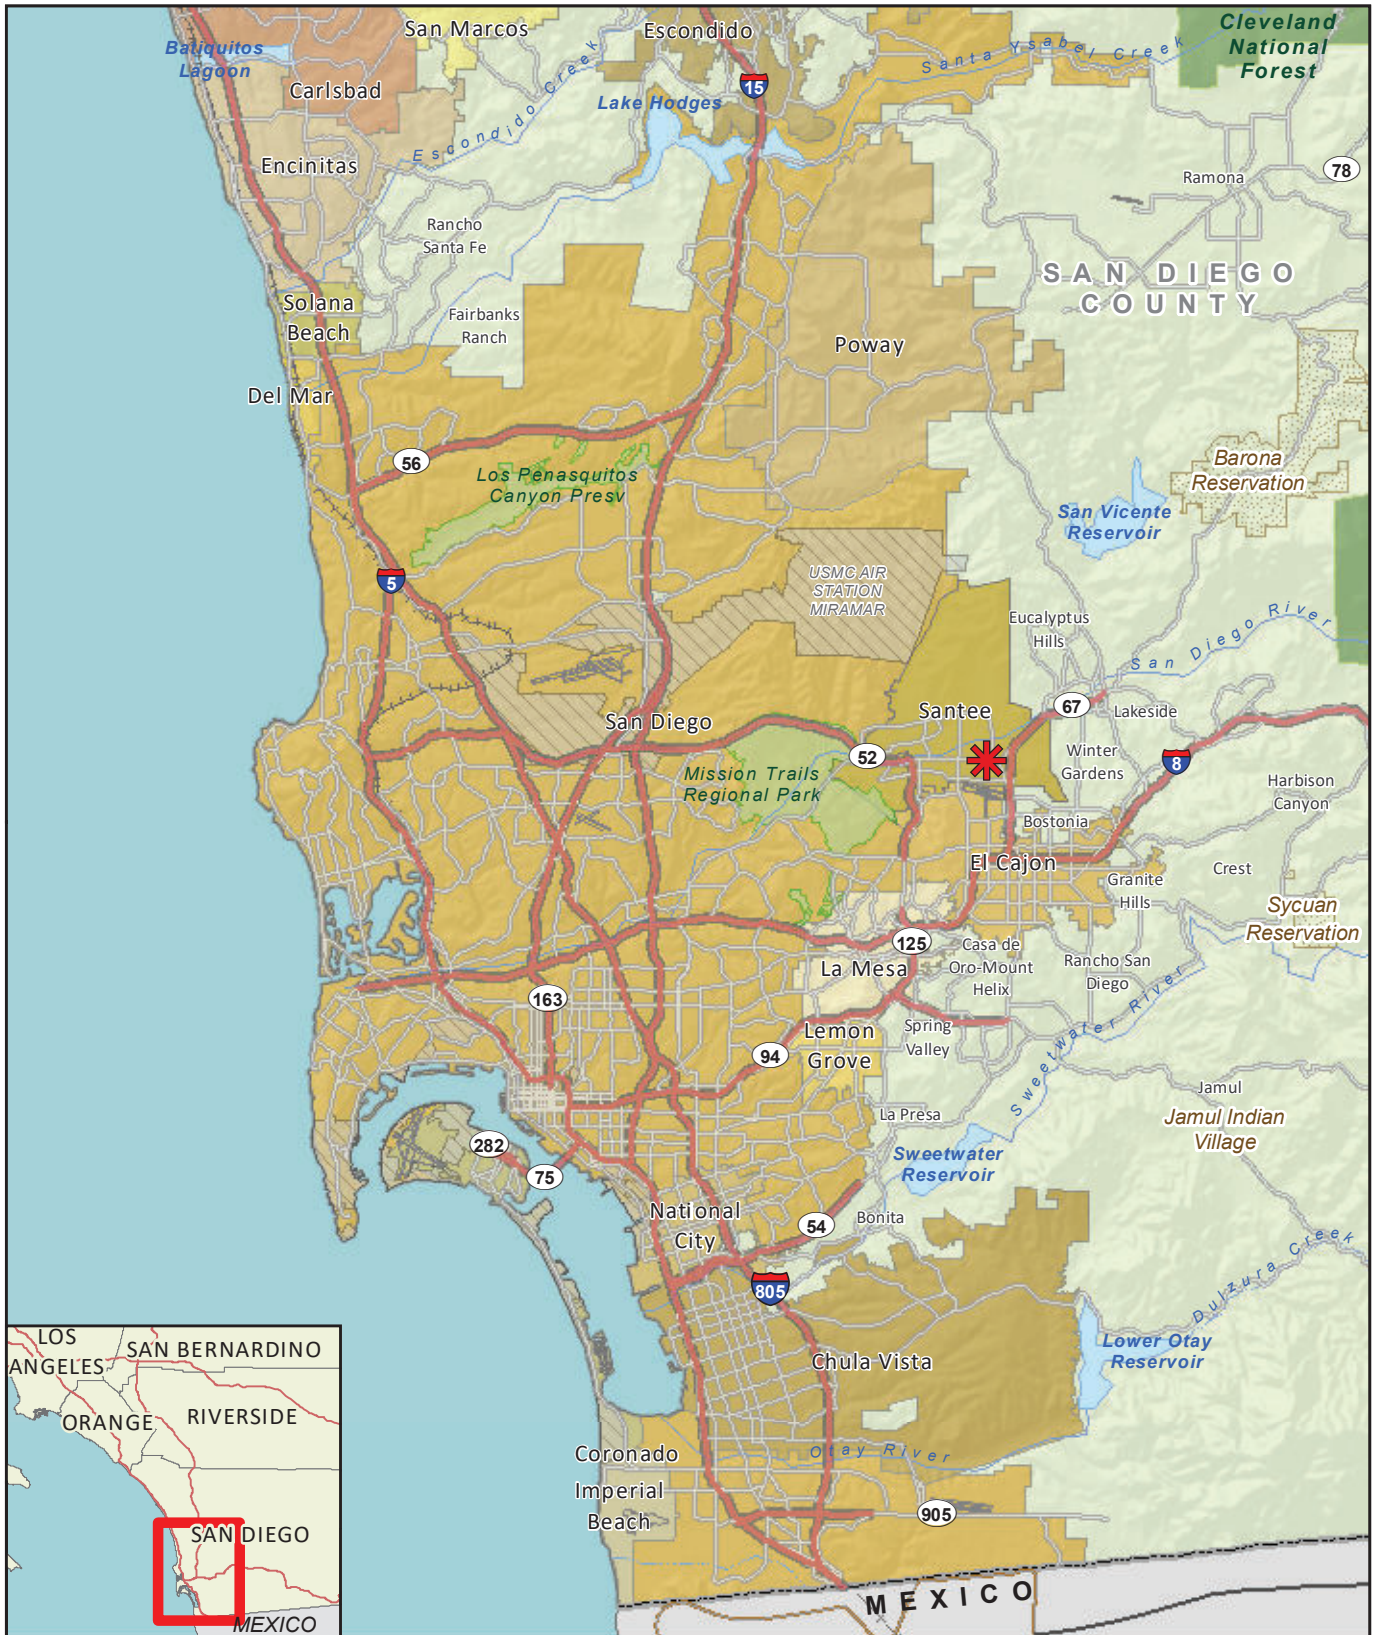 San Marcos
Escondido
Cleveland
National
Forest
Batiquitos
Lagoon
Carlsbad
Escondido Creek
Lake Hodges
15
Santa Ysabel Creek
Encinitas
Ramona
78
Rancho
Santa Fe
SAN DIEGO
COUNTY
Solana
Beach
Fairbanks
Ranch
Poway
Del Mar
56
Los Penasquitos
Canyon Presv
Barona
Reservation
San Vicente
Reservoir
5
USMC AIR
STATION
MIRAMAR
Eucalyptus
Hills
San Diego River
San Diego
Santee
67
Lakeside
52
Winter
Gardens
8
Mission Trails
Regional Park
Harbison
Canyon
Bostonia
El Cajon
Granite
Hills
Crest
Sycuan
Reservation
125
La Mesa
Casa de
Oro-Mount
Helix
Rancho San
Diego
163
Lemon
Grove
Spring
Valley
Sweetwater River
94
Jamul
La Presa
Jamul Indian
Village
282
75
Sweetwater
Reservoir
National
City
54
Bonita
805
Dulzura Creek
Lower Otay
Reservoir
Chula Vista
Coronado
Otay River
Imperial
Beach
905
MEXICO
LOS
ANGELES
SAN BERNARDINO
ORANGE
RIVERSIDE
SAN DIEGO
MEXICO